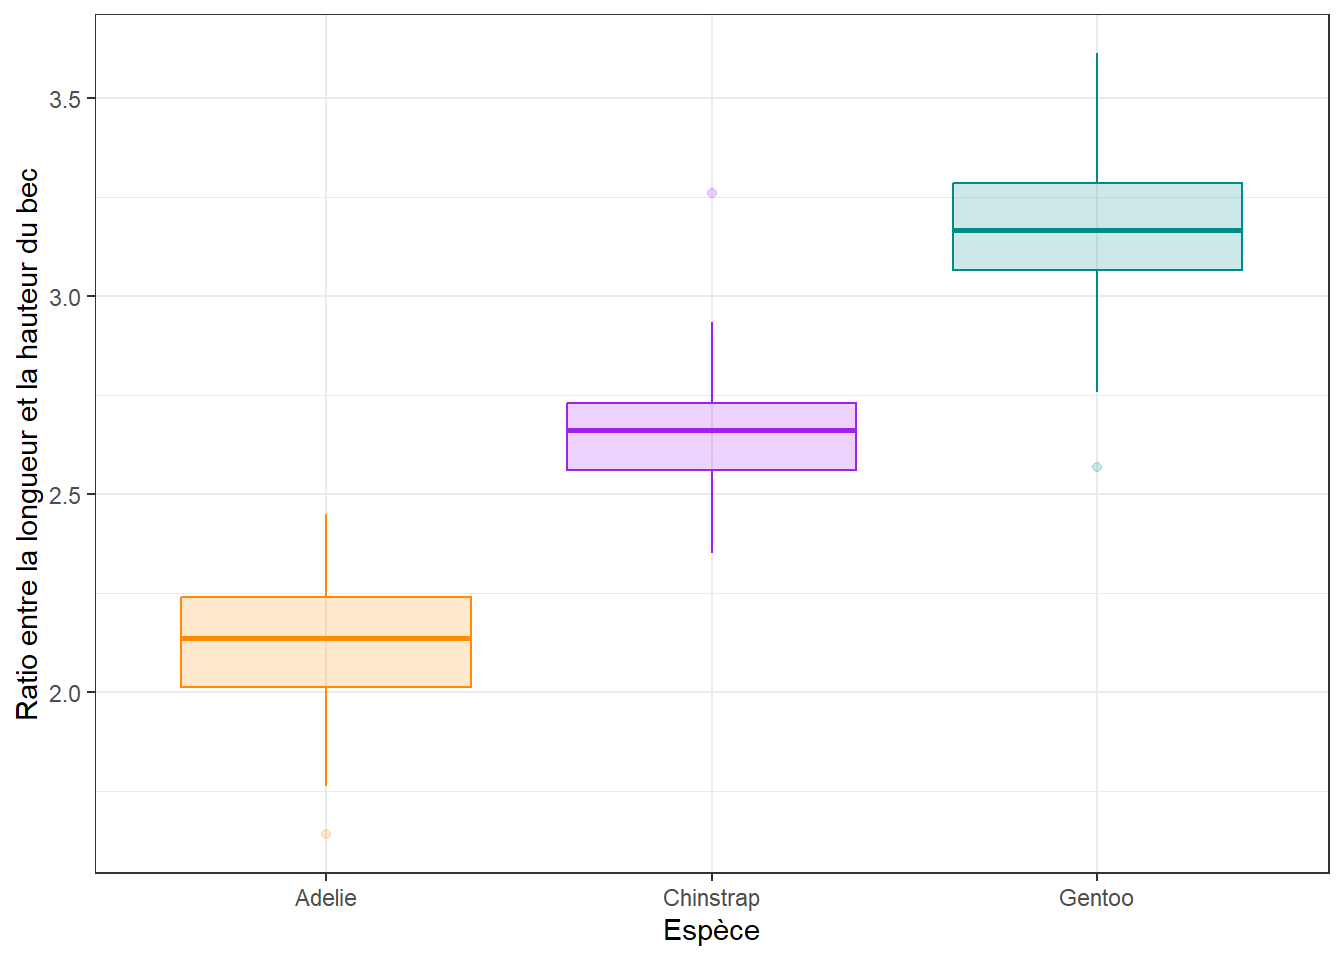 Ratio entre la longueur et la hauteur du bec
3.5
3.0
2.5
2.0
Adelie
Chinstrap
Gentoo
Espèce